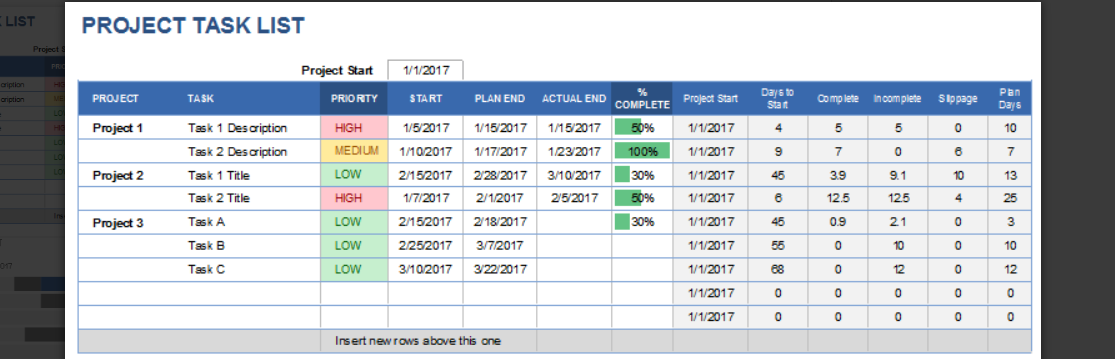 LIST
PROJECT TASK LIST
Project Start 1/1/2017
PROJECT TASK PRIORITY START PLAN END ACTUAL END % COMPLETE Project Start Days to Start Complete Incomplete Slippage Plan Days
Project 1 Task 1 Description HIGH 1/5/2017 1/15/2017 1/15/2017 50% 1/1/2017 4 5 5 0 10
Task 2 Description MEDIUM 1/10/2017 1/17/2017 1/23/2017 100% 1/1/2017 9 7 0 6 7
Project 2 Task 1 Title LOW 2/15/2017 2/28/2017 3/10/2017 30% 1/1/2017 45 3.9 9.1 10 13
Task 2 Title HIGH 1/7/2017 2/1/2017 2/5/2017 50% 1/1/2017 6 12.5 12.5 4 25
Project 3 Task A LOW 2/15/2017 2/18/2017 30% 1/1/2017 45 0.9 2.1 0 3
Task B LOW 2/25/2017 3/7/2017 1/1/2017 55 0 10 0 10
Task C LOW 3/10/2017 3/22/2017 1/1/2017 68 0 12 0 12
1/1/2017 0 0 0 0 0
1/1/2017 0 0 0 0 0
Insert new rows above this one